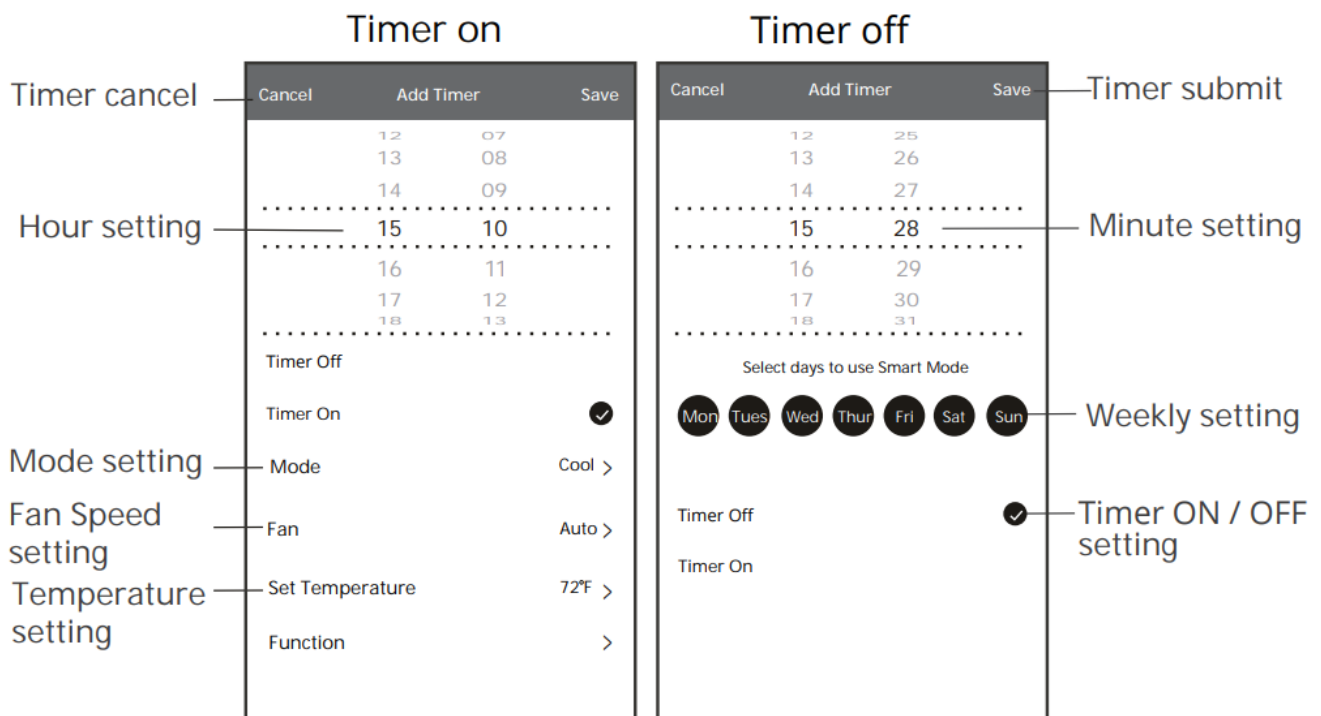 Timer on
Timer off
Timer cancel
Cancel
Add Timer
Save
Cancel
Add Timer
Save
Timer submit
12 07
13 08
14 09
15 10
16 11
17 12
18 13
Hour setting
12 25
13 26
14 27
15 28
16 29
17 30
18 31
Minute setting
Timer Off
Timer On
Mode setting
Mode
Cool >
Fan Speed
setting
Fan
Auto >
Temperature
setting
Set Temperature
72°F >
Function >
Select days to use Smart Mode
Mon Tues Wed Thur Fri Sat Sun
Weekly setting
Timer Off
Timer On
Timer ON / OFF
setting